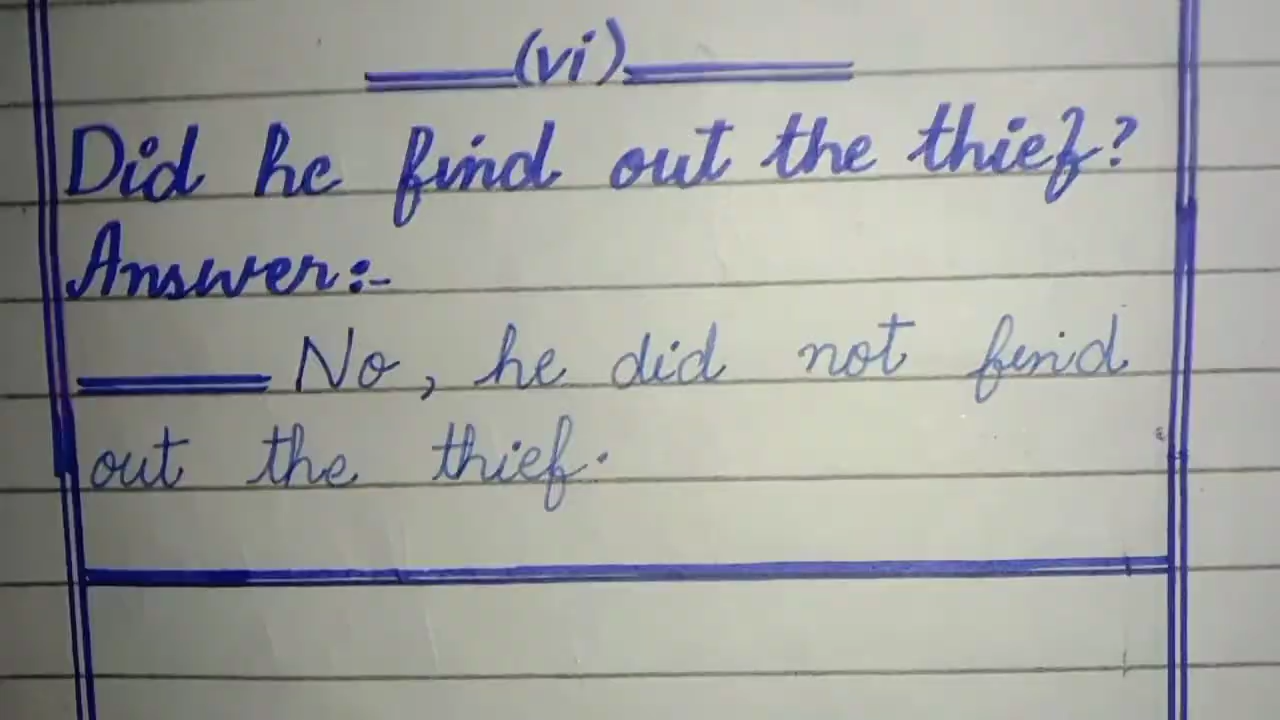 (vi)
Did he find out the thief?
Answer:-
No, he did not find
out the thief.